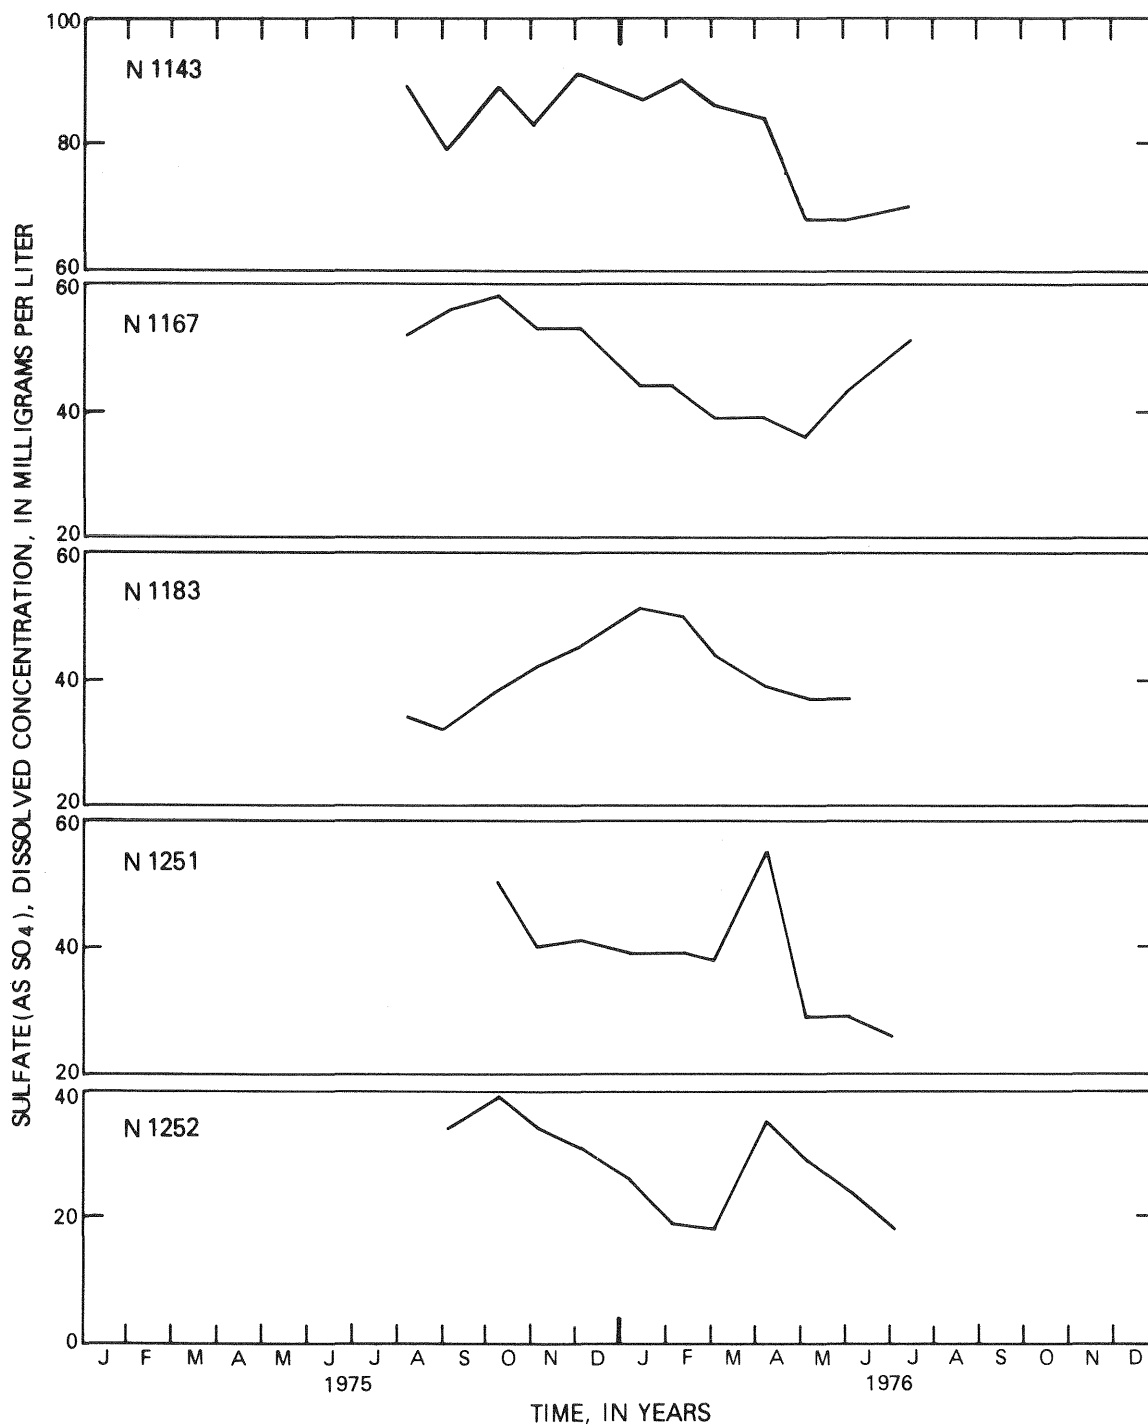 SULFATE (AS SO4), DISSOLVED CONCENTRATION, IN MILLIGRAMS PER LITER
100
N 1143
80
60
60
N 1167
40
20
60
N 1183
40
20
60
N 1251
40
20
40
N 1252
20
0
J F M A M J J A S O N D J F M A M J J A S O N D
1975 1976
TIME, IN YEARS